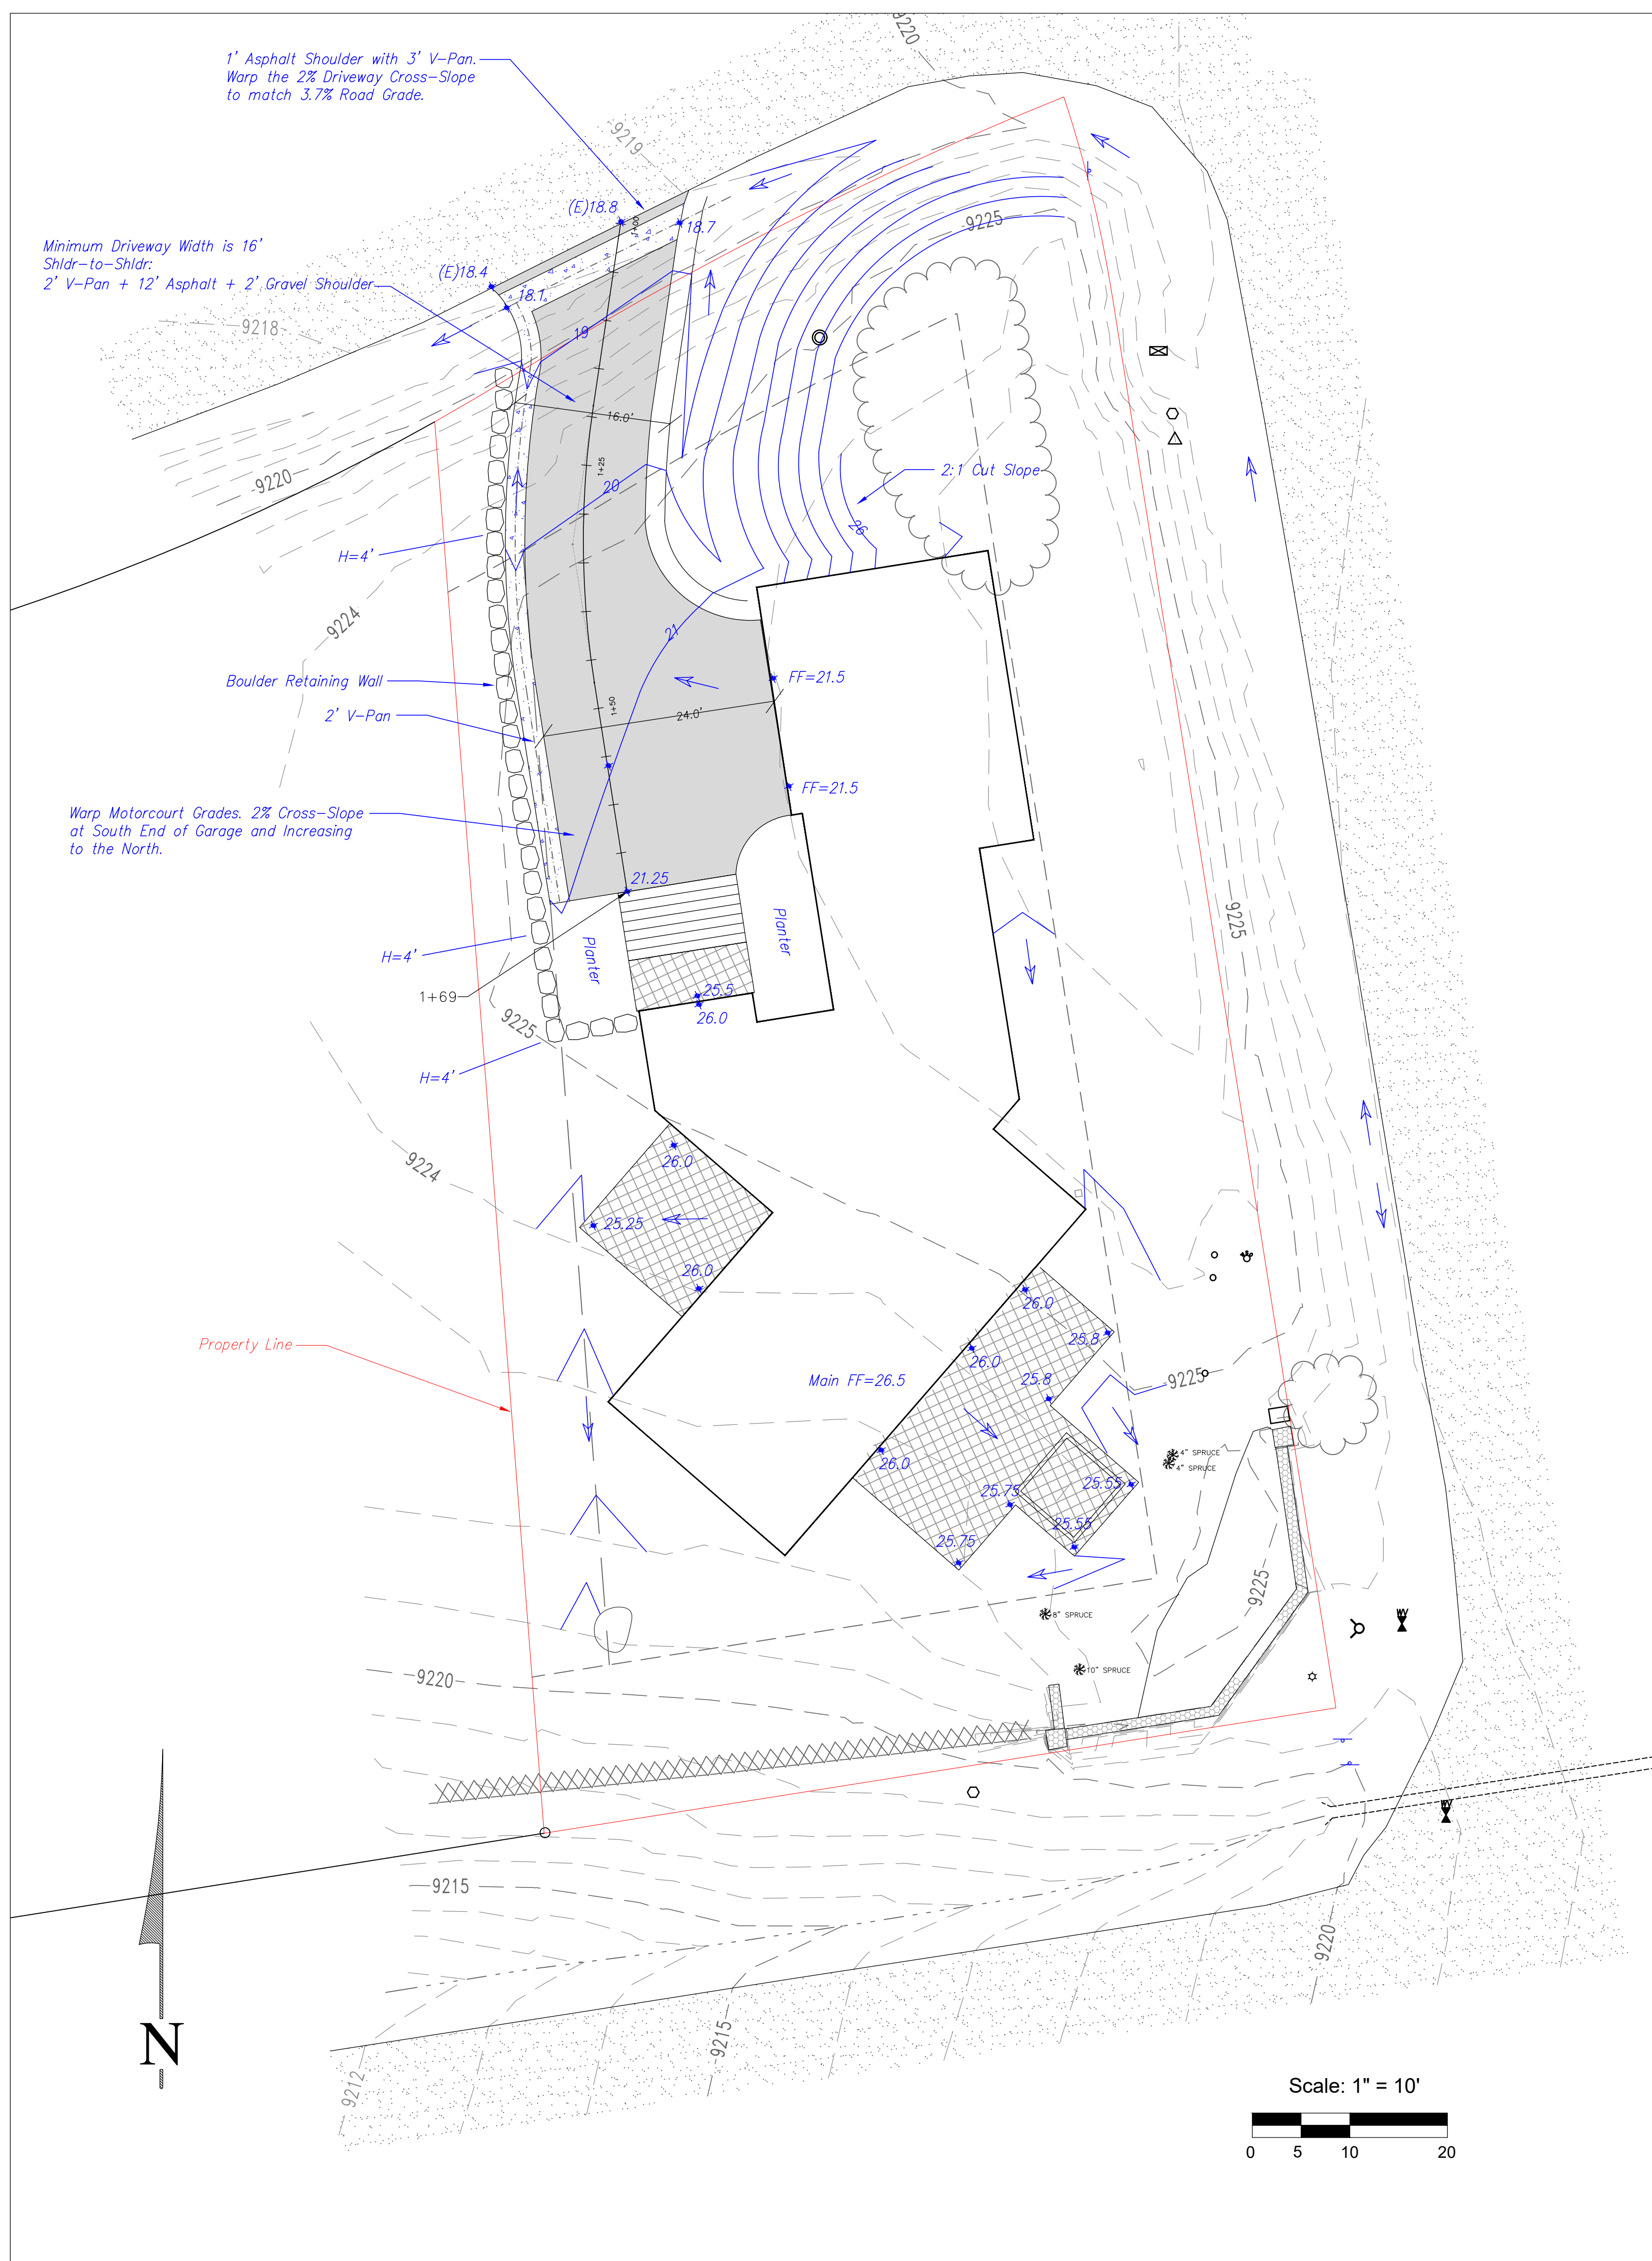 9220
1' Asphalt Shoulder with 3' V-Pan.
Warp the 2% Driveway Cross-Slope
to match 3.7% Road Grade.
9219
(E)18.8
1+00
18.7
9225
Minimum Driveway Width is 16'
Shldr-to-Shldr:
2' V-Pan + 12' Asphalt + 2' Gravel Shoulder
(E)18.4
18.1
9218
19
16.0'
1+25
2:1 Cut Slope
9220
20
26
H=4'
9224
21
Boulder Retaining Wall
FF=21.5
2' V-Pan
1+50
24.0'
FF=21.5
Warp Motorcourt Grades. 2% Cross-Slope
at South End of Garage and Increasing
to the North.
21.25
9225
Planter
Planter
H=4'
1+69
25.5
26.0
9225
H=4'
9224
26.0
25.25
26.0
26.0
25.8
Property Line
26.0
Main FF=26.5
25.8
9225
26.0
4" SPRUCE
4" SPRUCE
25.75
25.55
25.55
25.75
9225
8" SPRUCE
WV
10" SPRUCE
9220
WV
9215
9220
9215
9212
N
Scale: 1" = 10'
0 5 10 20